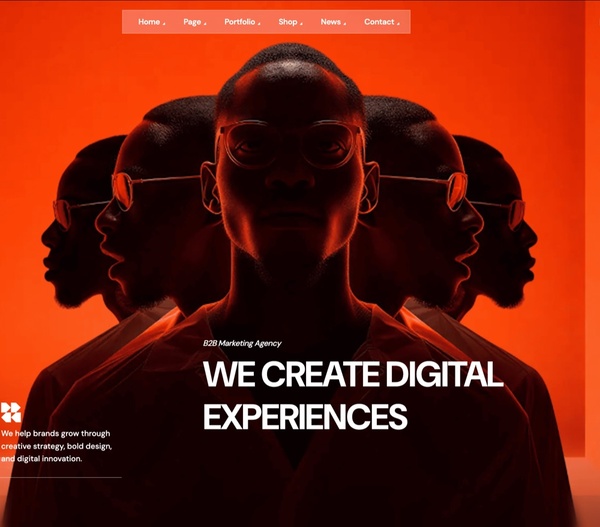 Home
Page
Portfolio
Shop
News
Contact
B2B Marketing Agency
WE CREATE DIGITAL
EXPERIENCES
We help brands grow through
creative strategy, bold design,
and digital innovation.